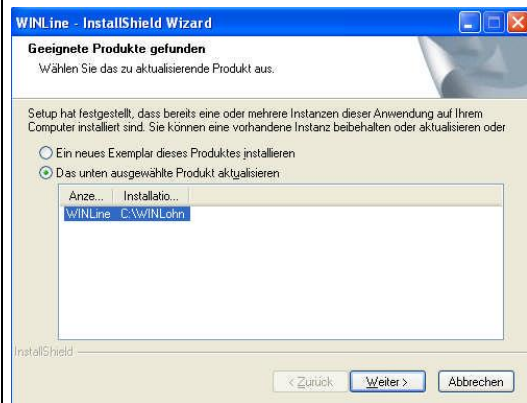 WINLine - InstallShield Wizard
Geeignete Produkte gefunden
Wählen Sie das zu aktualisierende Produkt aus.
Setup hat festgestellt, dass bereits eine oder mehrere Instanzen dieser Anwendung auf Ihrem
Computer installiert sind. Sie können eine vorhandene Instanz beibehalten oder aktualisieren oder
Ein neues Exemplar dieses Produktes installieren
Das unten ausgewählte Produkt aktualisieren
Anze... Installatio...
WINLine C:\WINLohn
InstallShield
< Zurück Weiter > Abbrechen